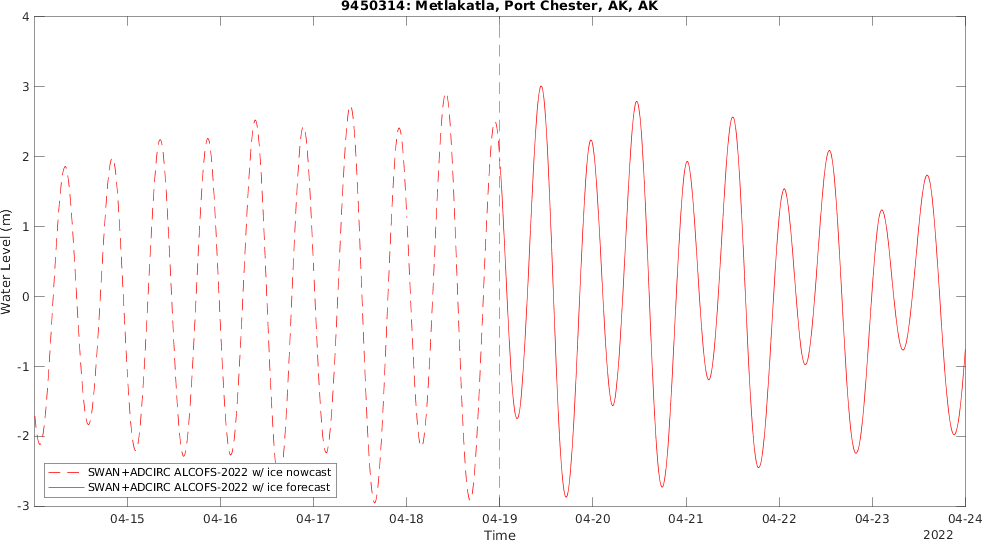 9450314: Metlakatla, Port Chester, AK, AK
4
3
2
1
0
-1
-2
-3
Water Level (m)
SWAN+ADCIRC ALCOFS-2022 w/ ice nowcast
SWAN+ADCIRC ALCOFS-2022 w/ ice forecast
04-15 04-16 04-17 04-18 04-19 04-20 04-21 04-22 04-23 04-24
Time
2022